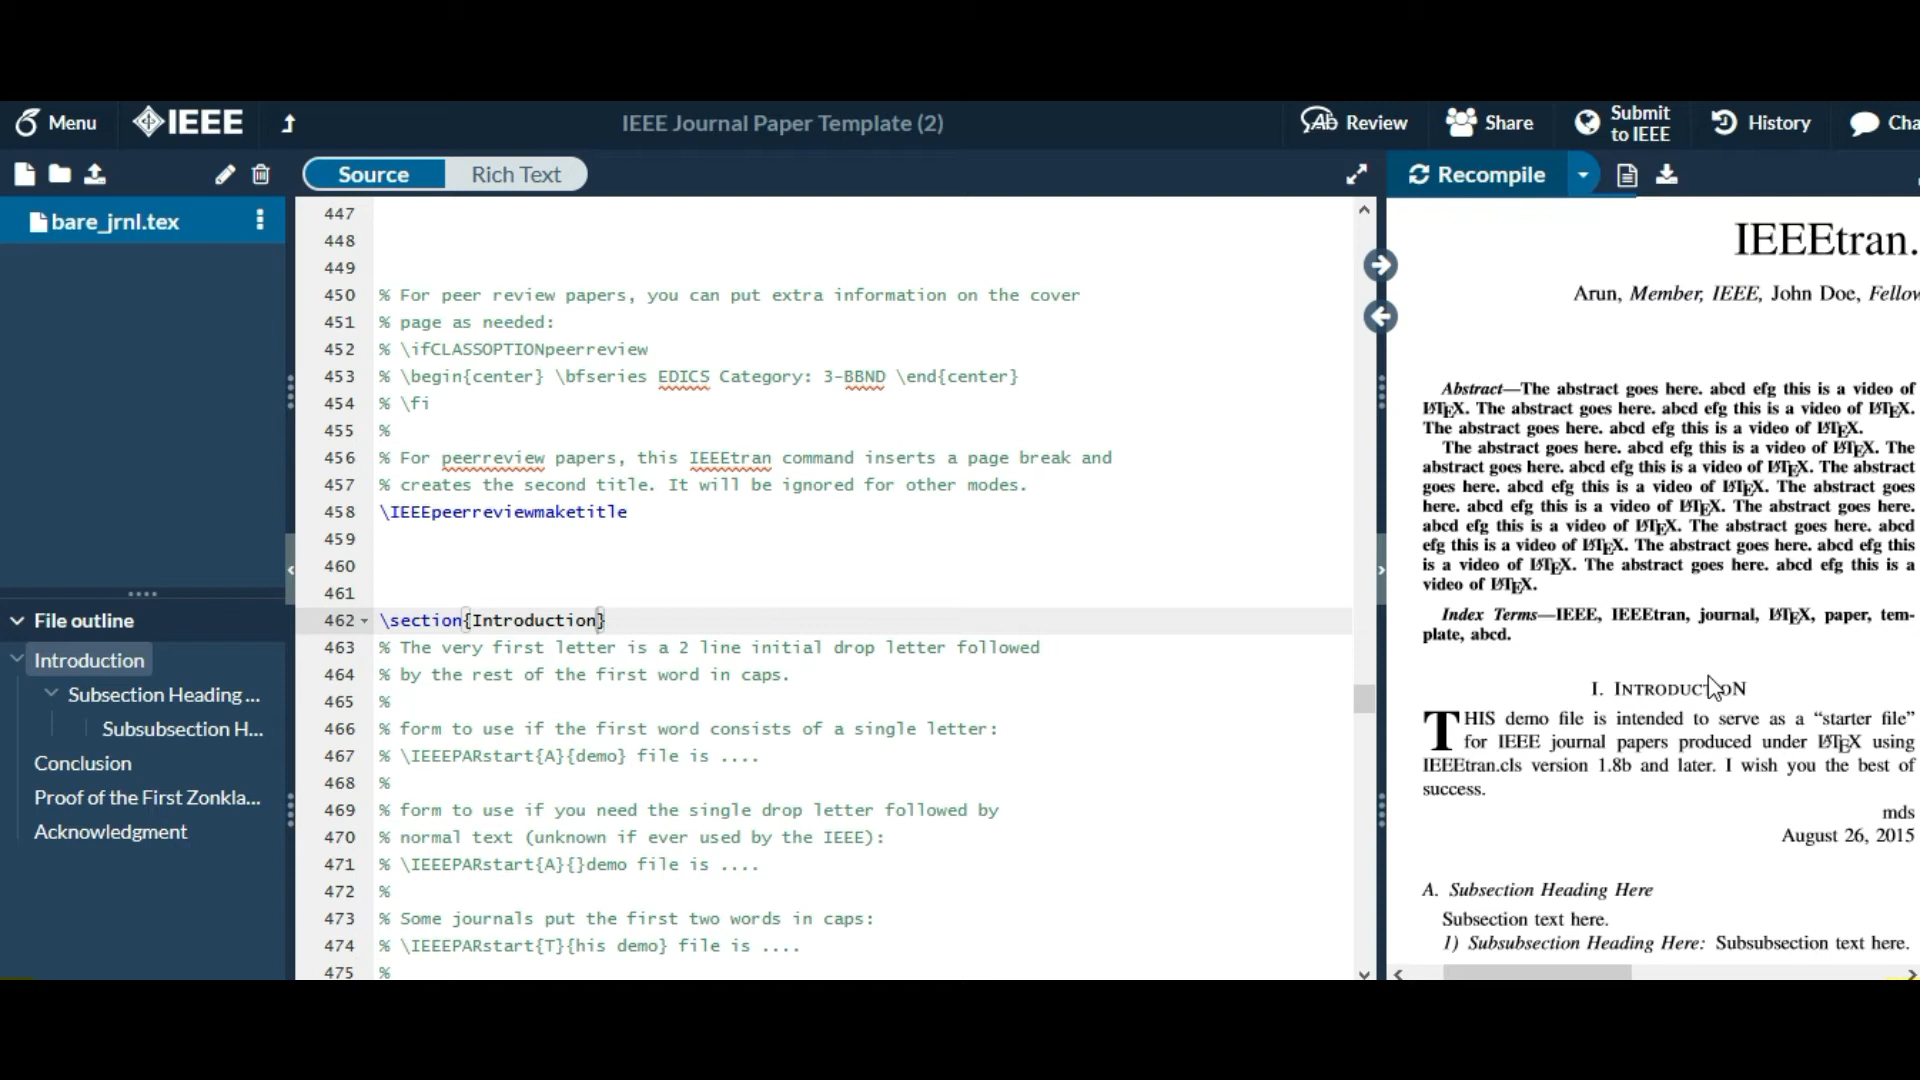 Menu
IEEE
IEEE Journal Paper Template (2)
Review
Share
Submit
to IEEE
History
Cha
Source
Rich Text
Recompile
bare_jrnl.tex
File outline
Introduction
Subsection Heading ...
Subsubsection H...
Conclusion
Proof of the First Zonkla...
Acknowledgment
447
448
449
450 % For peer review papers, you can put extra information on the cover
451 % page as needed:
452 % \ifCLASSOPTIONpeerreview
453 % \begin{center} \bfseries EDICS Category: 3-BBND \end{center}
454 % \fi
455 %
456 % For peerreview papers, this IEEEtran command inserts a page break and
457 % creates the second title. It will be ignored for other modes.
458 \IEEEpeerreviewmaketitle
459
460
461
462 \section{Introduction}
463 % The very first letter is a 2 line initial drop letter followed
464 % by the rest of the first word in caps.
465 %
466 % form to use if the first word consists of a single letter:
467 % \IEEEPARstart{A}{demo} file is ....
468 %
469 % form to use if you need the single drop letter followed by
470 % normal text (unknown if ever used by the IEEE):
471 % \IEEEPARstart{A}{}demo file is ....
472 %
473 % Some journals put the first two words in caps:
474 % \IEEEPARstart{T}{his demo} file is ....
475 %
IEEEtran.
Arun, Member, IEEE, John Doe, Fellow
Abstract—The abstract goes here. abcd efg this is a video of
LATEX. The abstract goes here. abcd efg this is a video of LATEX.
The abstract goes here. abcd efg this is a video of LATEX.
The abstract goes here. abcd efg this is a video of LATEX. The
abstract goes here. abcd efg this is a video of LATEX. The abstract
goes here. abcd efg this is a video of LATEX. The abstract goes
here. abcd efg this is a video of LATEX. The abstract goes here.
abcd efg this is a video of LATEX. The abstract goes here. abcd
efg this is a video of LATEX. The abstract goes here. abcd efg this
is a video of LATEX. The abstract goes here. abcd efg this is a
video of LATEX.
Index Terms—IEEE, IEEEtran, journal, LATEX, paper, tem-
plate, abcd.
I. INTRODUCTION
THIS demo file is intended to serve as a “starter file”
for IEEE journal papers produced under LATEX using
IEEEtran.cls version 1.8b and later. I wish you the best of
success.
mds
August 26, 2015
A. Subsection Heading Here
Subsection text here.
1) Subsubsection Heading Here: Subsubsection text here.